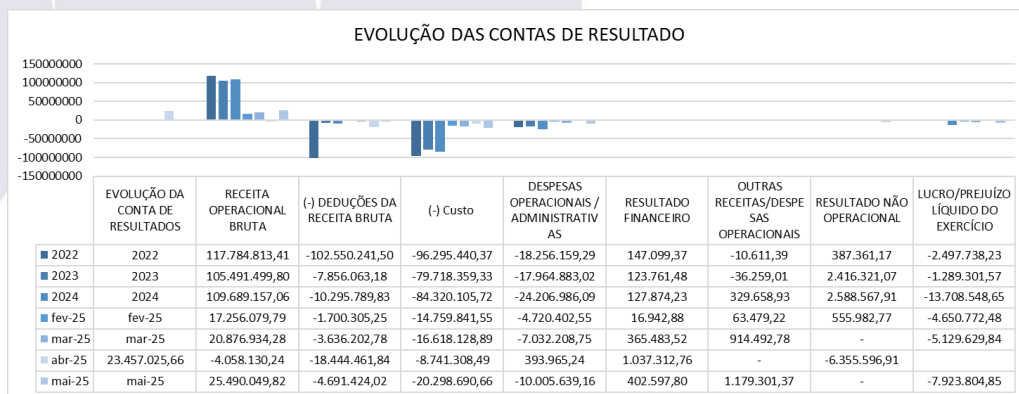 EVOLUÇÃO DAS CONTAS DE RESULTADO
150000000
100000000
50000000
0
-50000000
-100000000
-150000000
EVOLUÇÃO DA CONTA DE RESULTADOS RECEITA OPERACIONAL BRUTA (-) DEDUÇÕES DA RECEITA BRUTA (-) Custo DESPESAS OPERACIONAIS / ADMINISTRATIVAS RESULTADO FINANCEIRO OUTRAS RECEITAS/DESPESAS OPERACIONAIS RESULTADO NÃO OPERACIONAL LUCRO/PREJUÍZO LÍQUIDO DO EXERCÍCIO
2022 2022 117.784.813,41 -102.550.241,50 -96.295.440,37 -18.256.159,29 147.099,37 -10.611,39 387.361,17 -2.497.738,23
2023 2023 105.491.499,80 -7.856.063,18 -79.718.359,33 -17.964.883,02 123.761,48 -36.259,01 2.416.321,07 -1.289.301,57
2024 2024 109.689.157,06 -10.295.789,83 -84.320.105,72 -24.206.986,09 127.874,23 329.658,93 2.588.567,91 -13.708.548,65
fev-25 fev-25 17.256.079,79 -1.700.305,25 -14.759.841,55 -4.720.402,55 16.942,88 63.479,22 555.982,77 -4.650.772,48
mar-25 mar-25 20.876.934,28 -3.636.202,78 -16.618.128,89 -7.032.208,75 365.483,52 914.492,78 - -5.129.629,84
abr-25 23.457.025,66 -4.058.130,24 -18.444.461,84 -8.741.308,49 393.965,24 1.037.312,76 - -6.355.596,91
mai-25 mai-25 25.490.049,82 -4.691.424,02 -20.298.690,66 -10.005.639,16 402.597,80 1.179.301,37 - -7.923.804,85